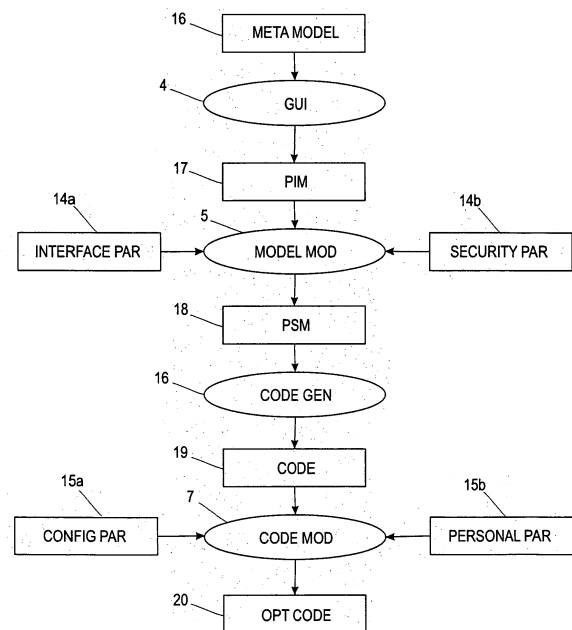 16
META MODEL
4
GUI
17
PIM
14a
5
14b
INTERFACE PAR
MODEL MOD
SECURITY PAR
18
PSM
16
CODE GEN
19
CODE
15a
7
15b
CONFIG PAR
CODE MOD
PERSONAL PAR
20
OPT CODE